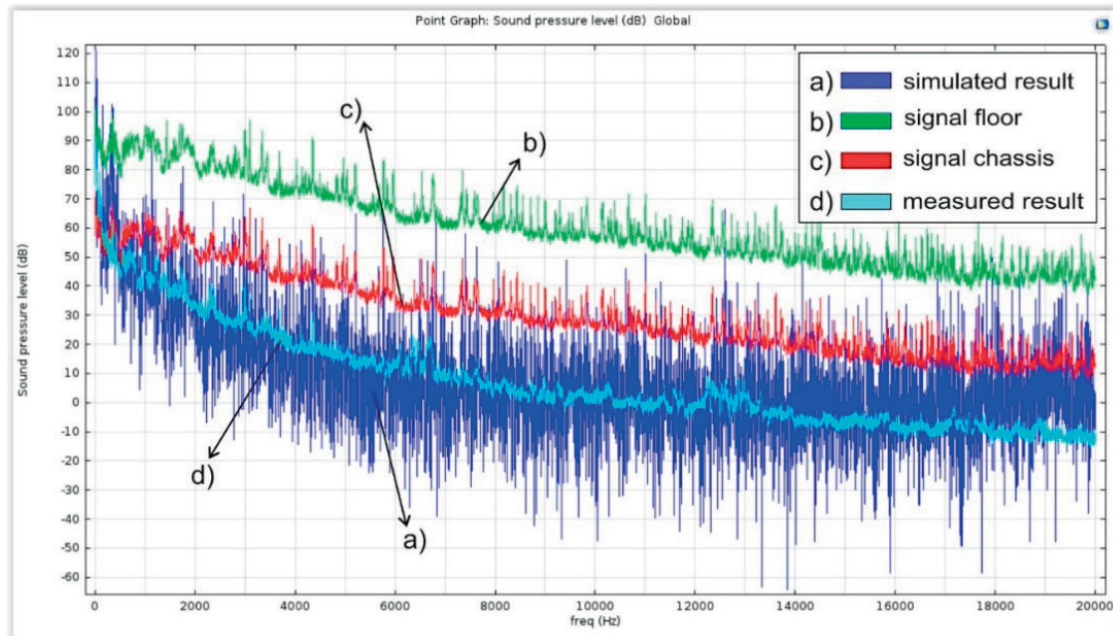 Point Graph: Sound pressure level (dB) Global
120
110
100
90
80
70
60
50
40
30
20
10
0
-10
-20
-30
-40
-50
-60
Sound pressure level (dB)
a) simulated result
b) signal floor
c) signal chassis
d) measured result
c)
b)
d)
a)
0 2000 4000 6000 8000 10000 12000 14000 16000 18000 20000
freq (Hz)